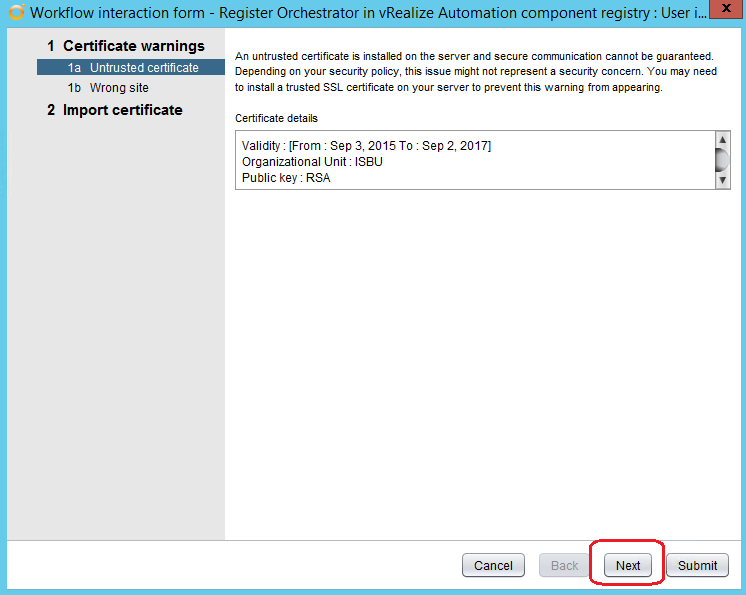 Workflow interaction form - Register Orchestrator in vRealize Automation component registry : User i...
1 Certificate warnings
1a Untrusted certificate
1b Wrong site
2 Import certificate
An untrusted certificate is installed on the server and secure communication cannot be guaranteed.
Depending on your security policy, this issue might not represent a security concern. You may need
to install a trusted SSL certificate on your server to prevent this warning from appearing.
Certificate details
Validity : [From : Sep 3, 2015 To : Sep 2, 2017]
Organizational Unit : ISBU
Public key : RSA
Cancel Back Next Submit